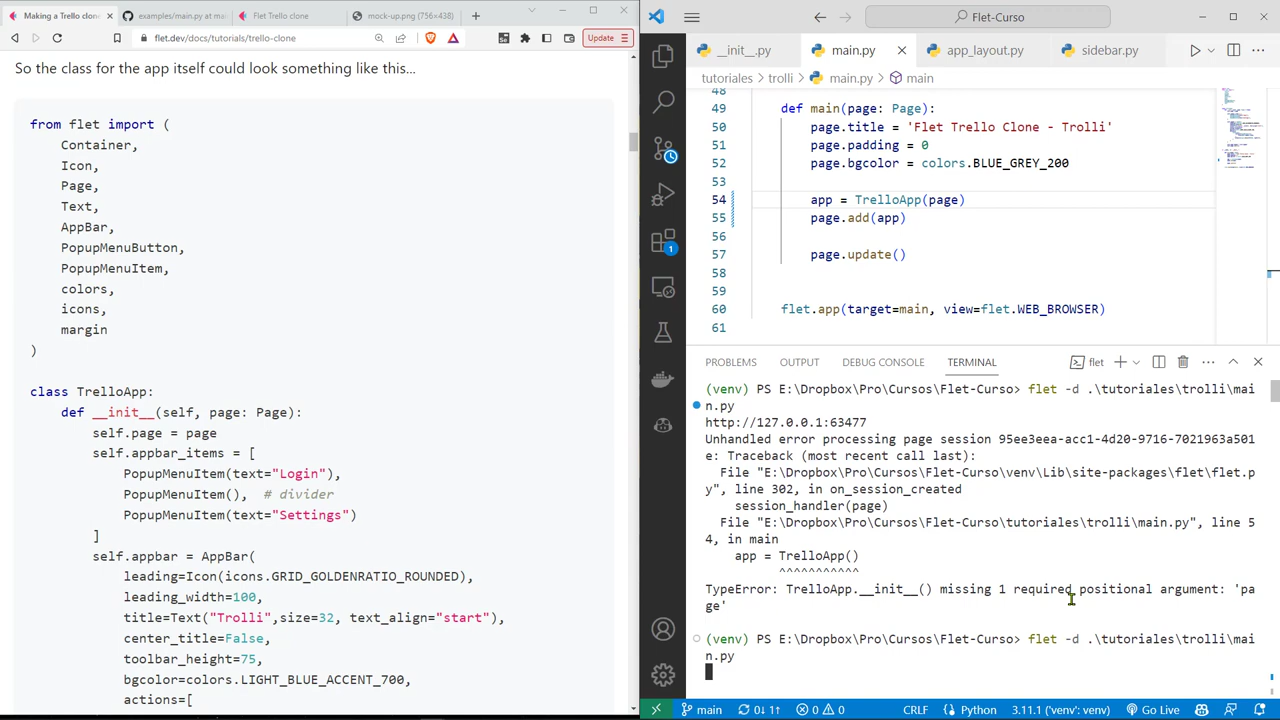 Making a Trello clone
examples/main.py at ma
Flet Trello clone
mock-up.png (756×438)
flet.dev/docs/tutorials/trello-clone
Update
So the class for the app itself could look something like this...
from flet import (
Container,
Icon,
Page,
Text,
AppBar,
PopupMenuButton,
PopupMenuItem,
colors,
icons,
margin
)
class TrelloApp:
def __init__(self, page: Page):
self.page = page
self.appbar_items = [
PopupMenuItem(text="Login"),
PopupMenuItem(),  # divider
PopupMenuItem(text="Settings")
]
self.appbar = AppBar(
leading=Icon(icons.GRID_GOLDENRATIO_ROUNDED),
leading_width=100,
title=Text("Trolli",size=32, text_align="start"),
center_title=False,
toolbar_height=75,
bgcolor=colors.LIGHT_BLUE_ACCENT_700,
actions=[
Flet-Curso
__init__.py
main.py
app_layout.py
sidebar.py
tutoriales
trolli
main.py
main
48
49 def main(page: Page):
50 page.title = 'Flet Trello Clone - Trolli'
51 page.padding = 0
52 page.bgcolor = colors.BLUE_GREY_200
53
54 app = TrelloApp(page)
55 page.add(app)
56
57 page.update()
58
59
60 flet.app(target=main, view=flet.WEB_BROWSER)
61
1
PROBLEMS
OUTPUT
DEBUG CONSOLE
TERMINAL
flet
(venv) PS E:\Dropbox\Pro\Cursos\Flet-Curso> flet -d .\tutoriales\trolli\mai
n.py
http://127.0.0.1:63477
Unhandled error processing page session 95ee3eea-acc1-4d20-9716-7021963a501
e: Traceback (most recent call last):
File "E:\Dropbox\Pro\Cursos\Flet-Curso\venv\Lib\site-packages\flet\flet.p
y", line 302, in on_session_created
session_handler(page)
File "E:\Dropbox\Pro\Cursos\Flet-Curso\tutoriales\trolli\main.py", line 5
4, in main
app = TrelloApp()
^^^^^^^^^^^
TypeError: TrelloApp.__init__() missing 1 required positional argument: 'pa
ge'
(venv) PS E:\Dropbox\Pro\Cursos\Flet-Curso> flet -d .\tutoriales\trolli\mai
n.py
main
0↓ 1↑
0
0
CRLF
Python
3.11.1 ('venv': venv)
Go Live